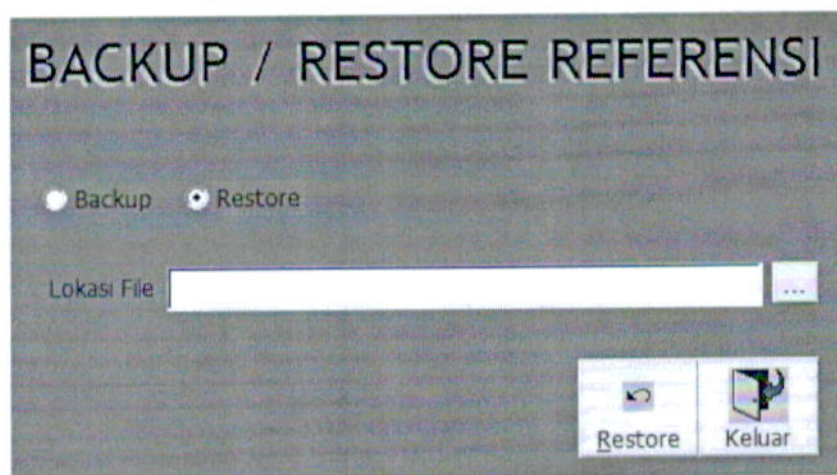 BACKUP / RESTORE REFERENSI
Backup Restore
Lokasi File ...
Restore Keluar